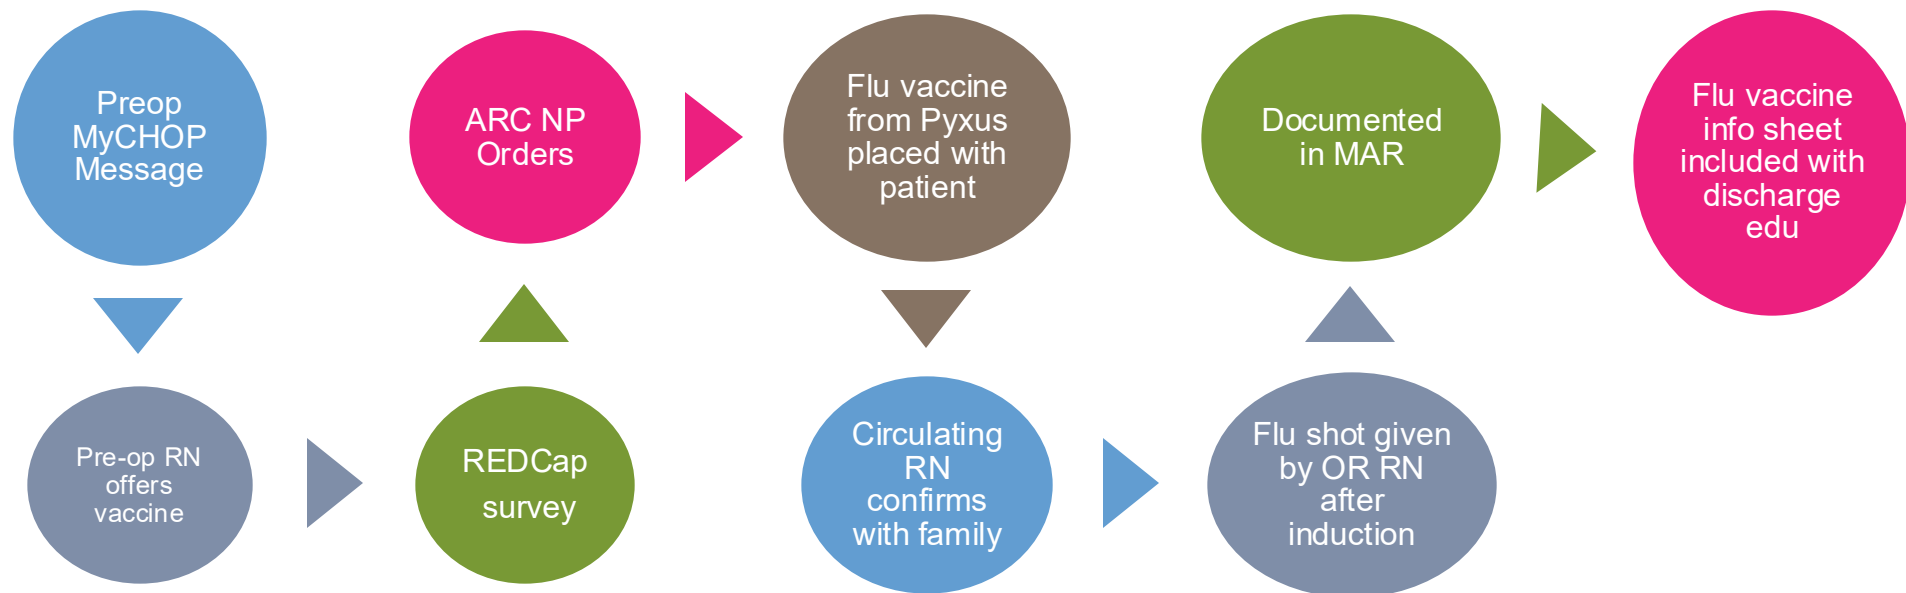 Preop
MyCHOP
Message
Pre-op RN
offers
vaccine
REDCap
survey
ARC NP
Orders
Flu vaccine
from Pyxus
placed with
patient
Circulating
RN
confirms
with family
Flu shot given
by OR RN
after
induction
Documented
in MAR
Flu vaccine
info sheet
included with
discharge
edu